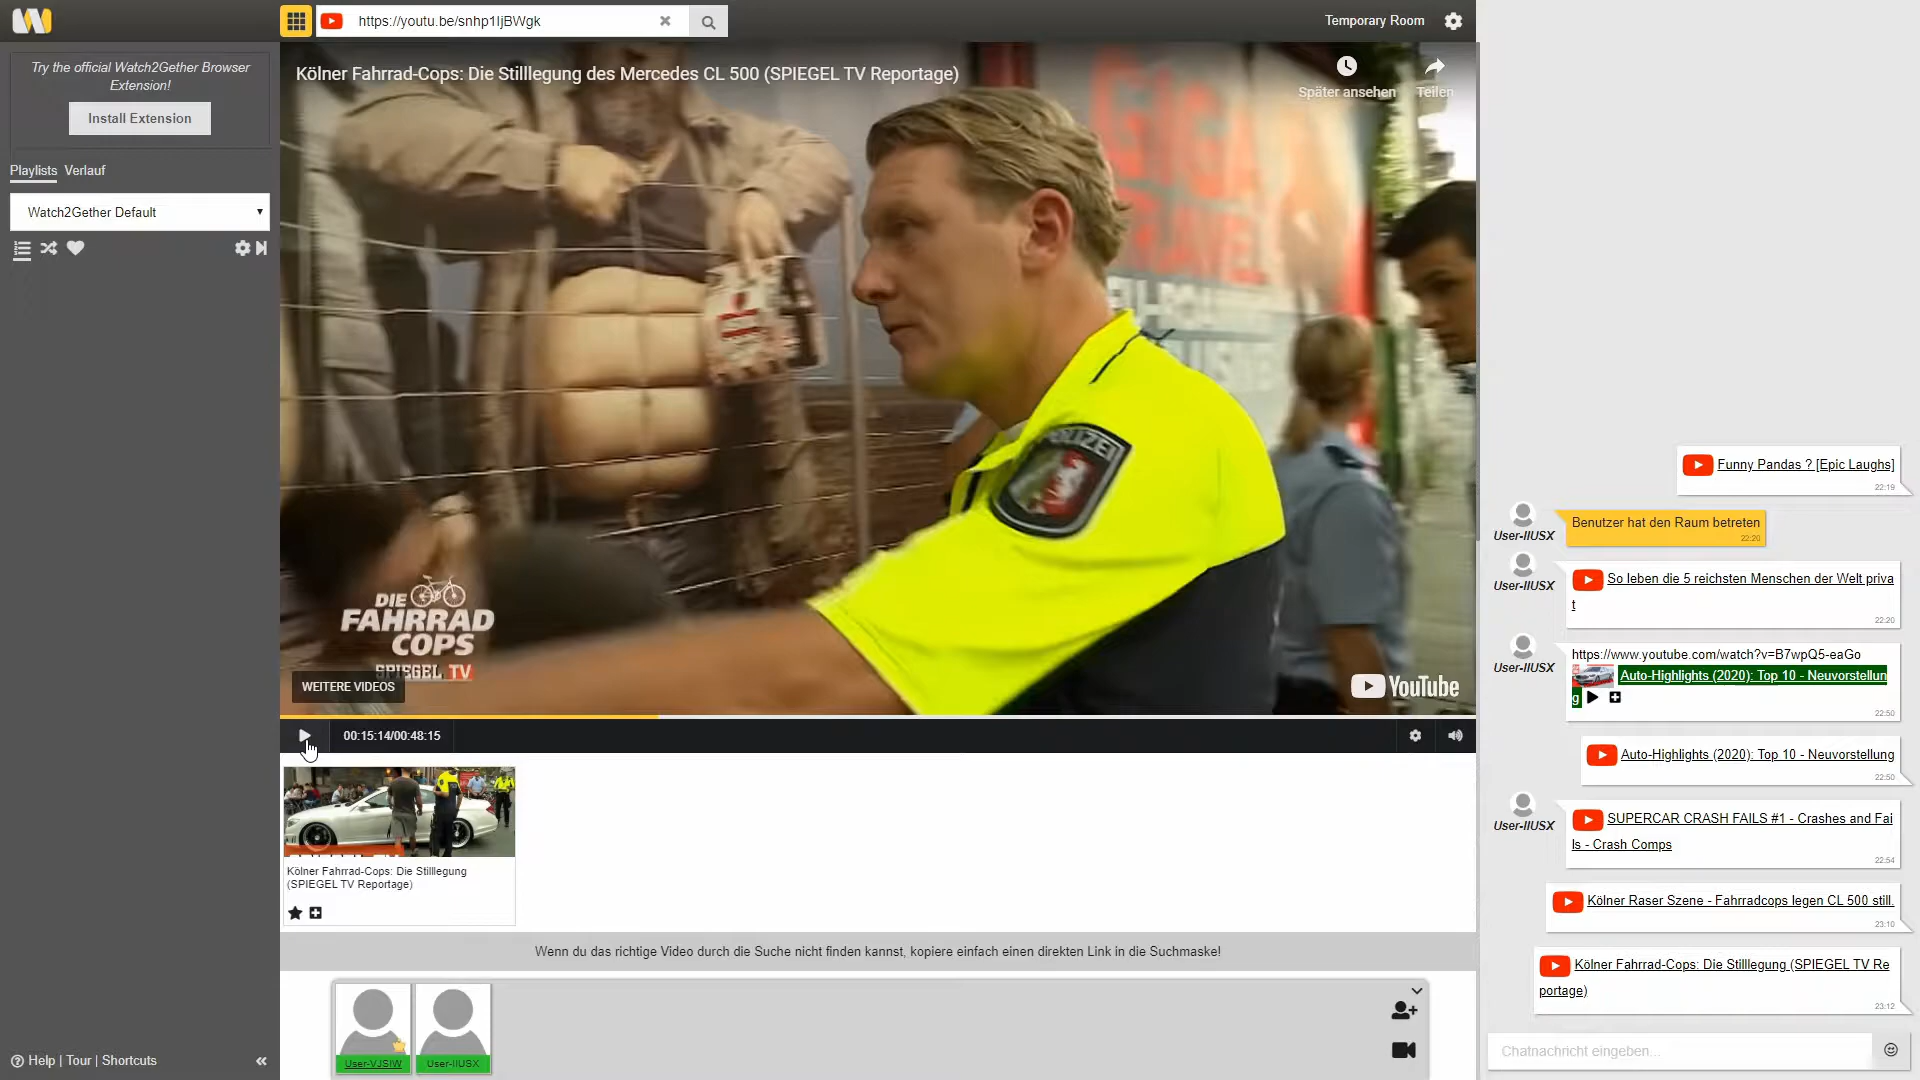 https://youtu.be/snhp1IjBWgk
Temporary Room
Try the official Watch2Gether Browser
Extension!
Install Extension
Playlists Verlauf
Watch2Gether Default
Kölner Fahrrad-Cops: Die Stilllegung des Mercedes CL 500 (SPIEGEL TV Reportage)
Später ansehen
Teilen
POLIZEI
DIE
FAHRRAD
COPS
SPIEGEL TV
WEITERE VIDEOS
YouTube
00:15:14/00:48:15
Kölner Fahrrad-Cops: Die Stilllegung
(SPIEGEL TV Reportage)
Wenn du das richtige Video durch die Suche nicht finden kannst, kopiere einfach einen direkten Link in die Suchmaske!
User-VJSIW
User-IIUSX
Help | Tour | Shortcuts
Funny Pandas ? [Epic Laughs]
22:19
User-IIUSX
Benutzer hat den Raum betreten
22:20
User-IIUSX
So leben die 5 reichsten Menschen der Welt priva
t
22:20
User-IIUSX
https://www.youtube.com/watch?v=B7wpQ5-eaGo
Auto-Highlights (2020): Top 10 - Neuvorstellun
g
22:50
Auto-Highlights (2020): Top 10 - Neuvorstellung
22:50
User-IIUSX
SUPERCAR CRASH FAILS #1 - Crashes and Fai
ls - Crash Comps
22:54
Kölner Raser Szene - Fahrradcops legen CL 500 still.
23:10
Kölner Fahrrad-Cops: Die Stilllegung (SPIEGEL TV Re
portage)
23:12
Chatnachricht eingeben...